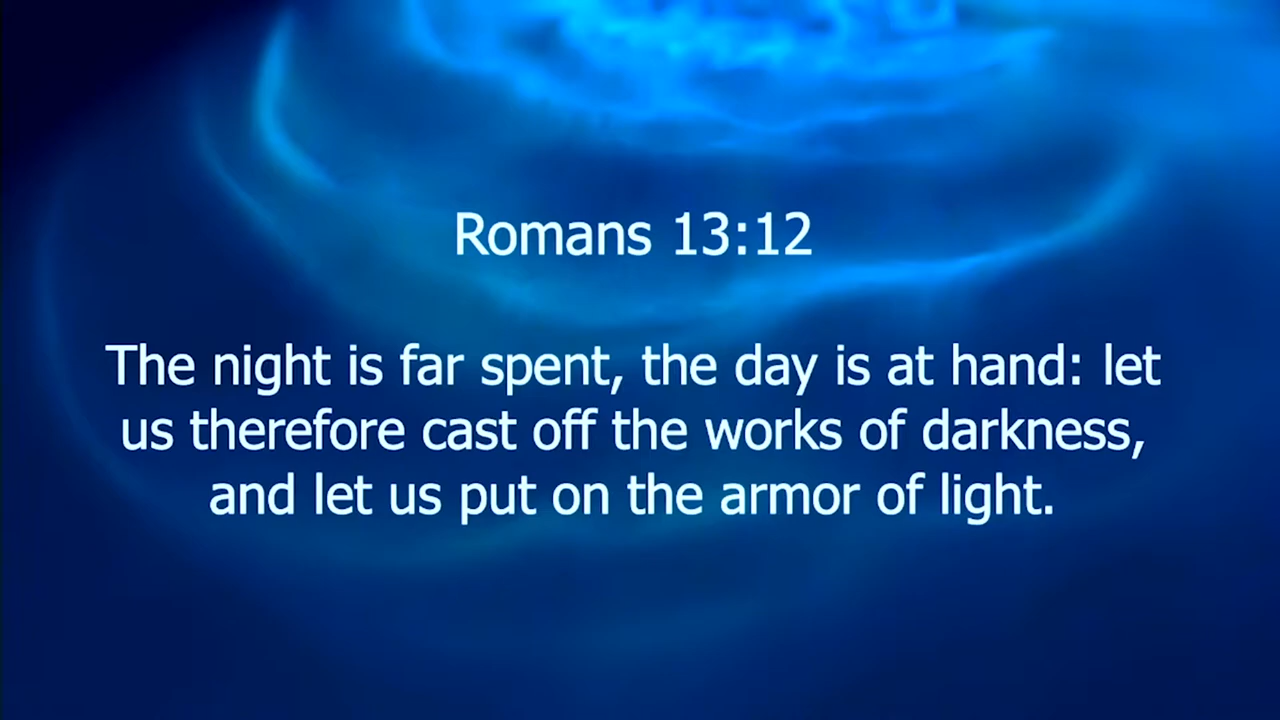 Romans 13:12
The night is far spent, the day is at hand: let
us therefore cast off the works of darkness,
and let us put on the armor of light.